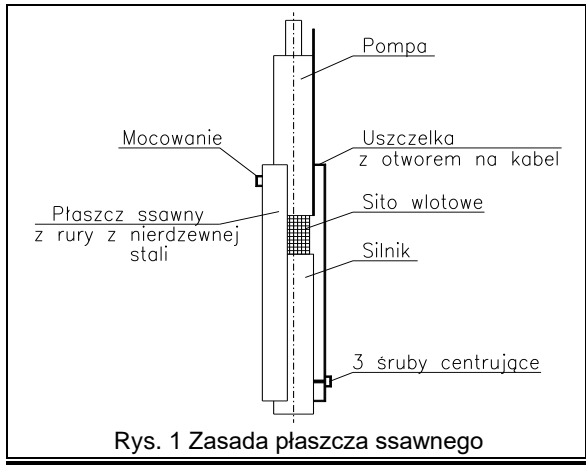 Pompa
Mocowanie
Uszczelka
z otworem na kabel
Płaszcz ssawny
z rury z nierdzewnej
stali
Sito wlotowe
Silnik
3 śruby centrujące
Rys. 1 Zasada płaszcza ssawnego